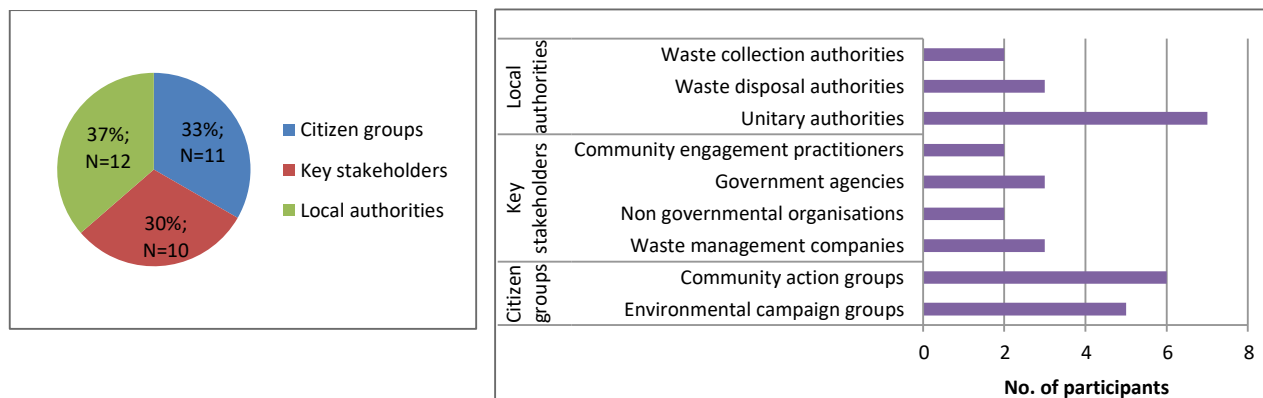 33%;
N=11
37%;
N=12
30%;
N=10
Citizen groups
Key stakeholders
Local authorities
Local
authorities
Waste collection authorities
Waste disposal authorities
Unitary authorities
Key
stakeholders
Community engagement practitioners
Government agencies
Non governmental organisations
Waste management companies
Citizen
groups
Community action groups
Environmental campaign groups
0 2 4 6 8
No. of participants